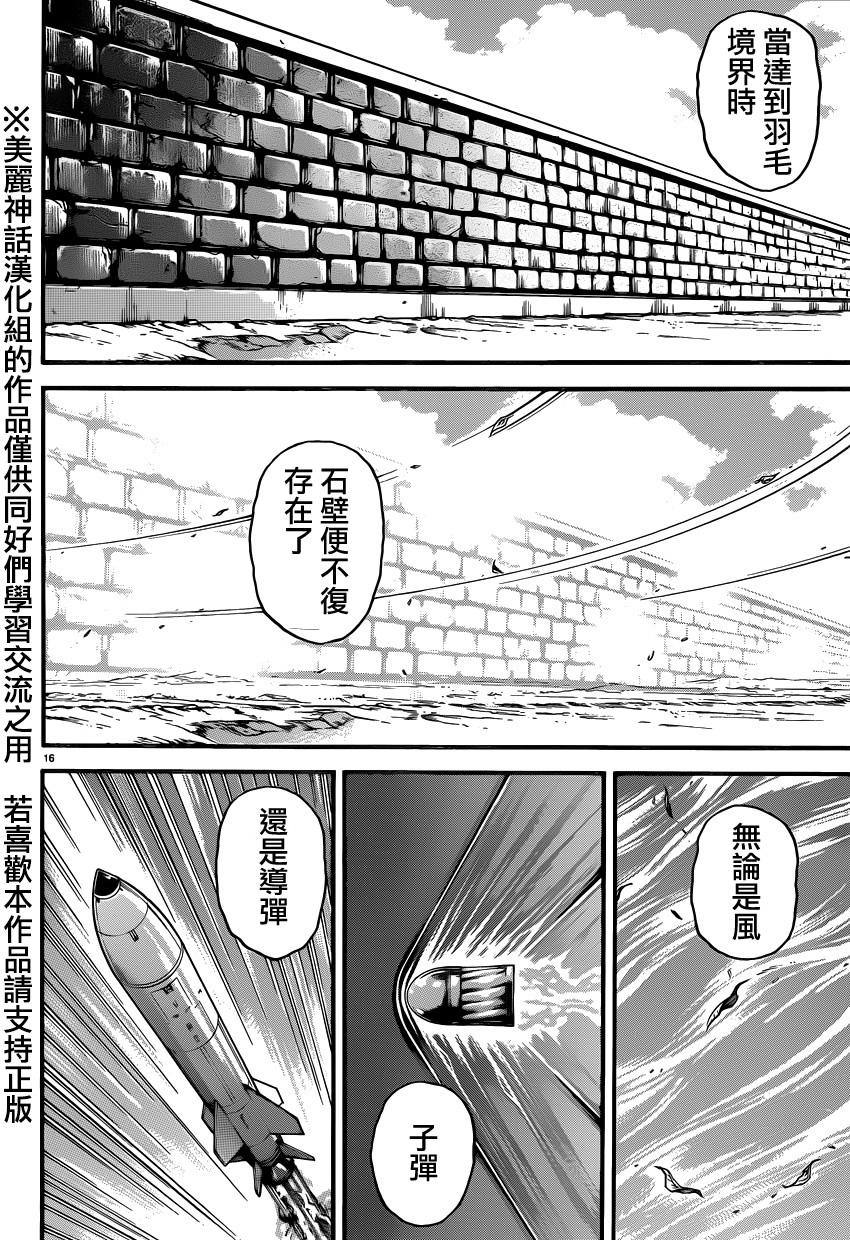 當達到羽毛
境界時
石壁便不復
存在了
無論是風
子彈
還是導彈
16
※美麗神話漢化組的作品僅供同好們學習交流之用 若喜歡本作品請支持正版